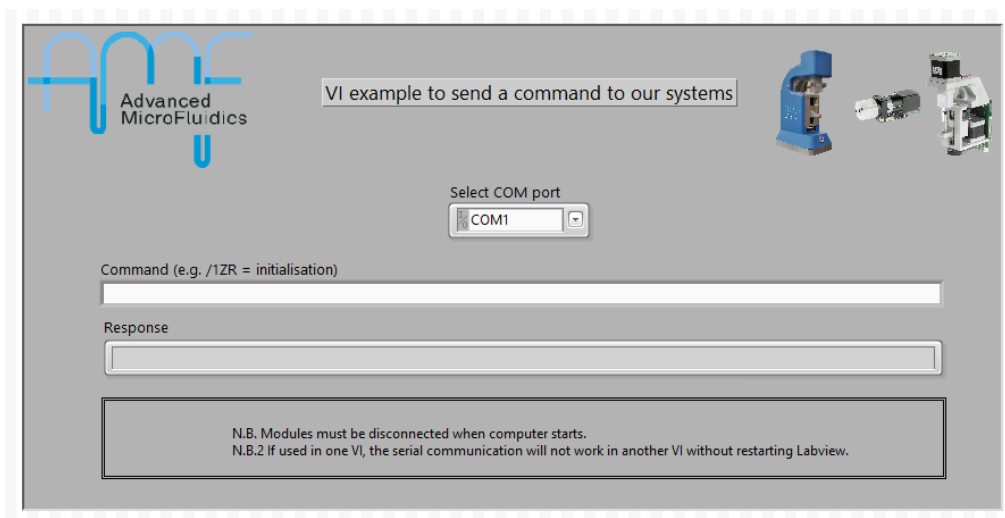 Advanced
MicroFluidics
VI example to send a command to our systems
Select COM port
COM1
Command (e.g. /1ZR = initialisation)
Response
N.B. Modules must be disconnected when computer starts.
N.B.2 If used in one VI, the serial communication will not work in another VI without restarting Labview.